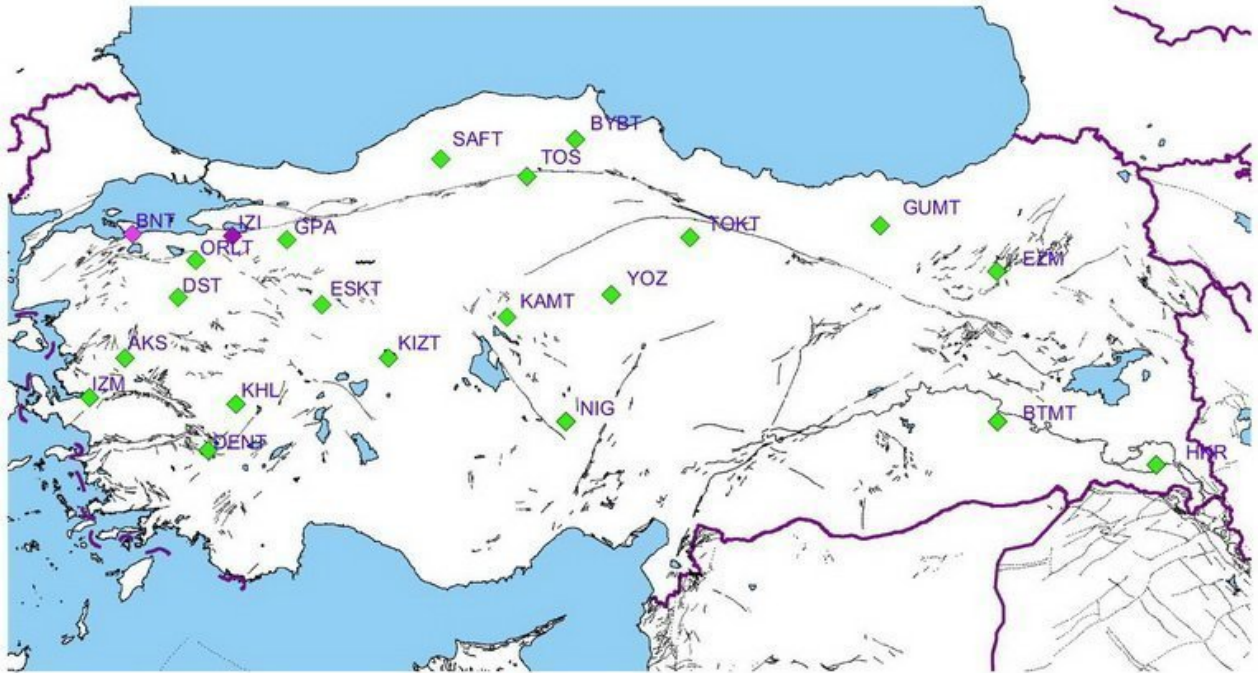 BYBT
SAFT
TOS
GUMT
BNT
IZI
GPA
TOKT
ORLT
EZM
DST
ESKT
YOZ
KAMT
AKS
KIZT
IZM
KHL
NIG
BTMT
DENT
HKR